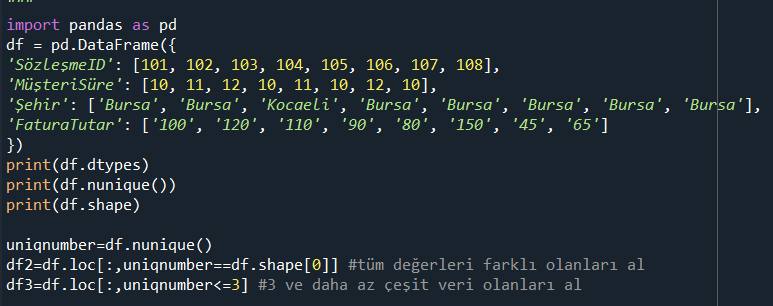 import pandas as pd
df = pd.DataFrame({
'SözleşmeID': [101, 102, 103, 104, 105, 106, 107, 108],
'MüşteriSüre': [10, 11, 12, 10, 11, 10, 12, 10],
'Şehir': ['Bursa', 'Bursa', 'Kocaeli', 'Bursa', 'Bursa', 'Bursa', 'Bursa', 'Bursa'],
'FaturaTutar': ['100', '120', '110', '90', '80', '150', '45', '65']
})
print(df.dtypes)
print(df.nunique())
print(df.shape)
uniqnumber=df.nunique()
df2=df.loc[:,uniqnumber==df.shape[0]] #tüm değerleri farklı olanları al
df3=df.loc[:,uniqnumber<=3] #3 ve daha az çeşit veri olanları al